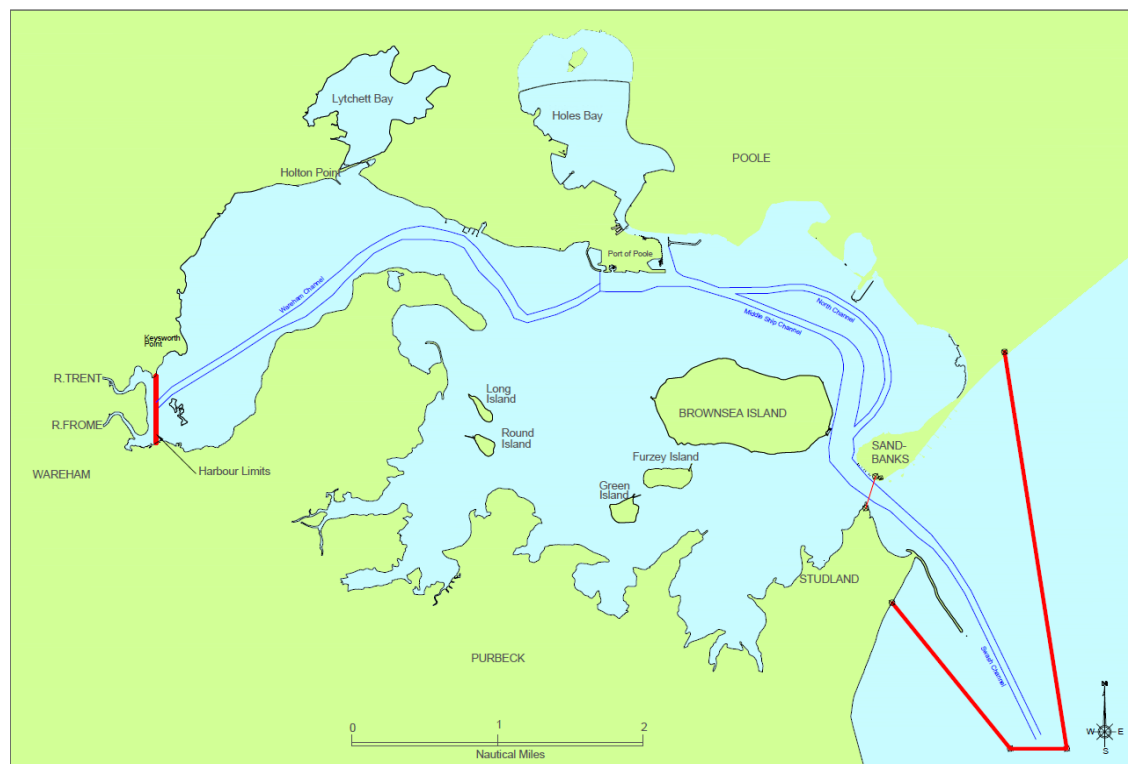 Lytchett Bay
Holes Bay
POOLE
Holton Point
Port of Poole
Wareham Channel
North Channel
Middle Ship Channel
Keysworth
Point
R.TRENT
Long
Island
BROWNSEA ISLAND
R.FROME
Round
Island
SAND-
BANKS
Harbour Limits
Furzey Island
WAREHAM
Green
Island
STUDLAND
PURBECK
Swash Channel
0
1
2
Nautical Miles
N
W
E
S